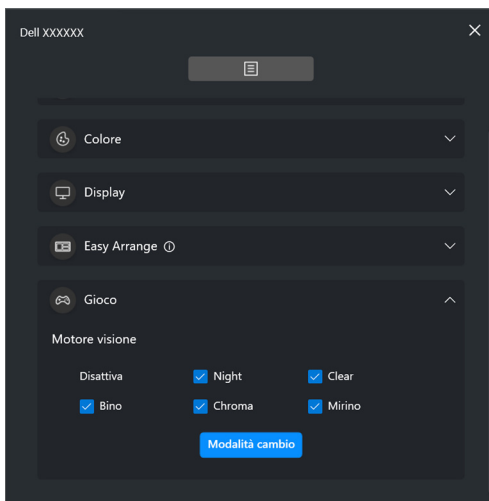 Dell XXXXXX
Colore
Display
Easy Arrange
Gioco
Motore visione
Disattiva Night Clear
Bino Chroma Mirino
Modalità cambio